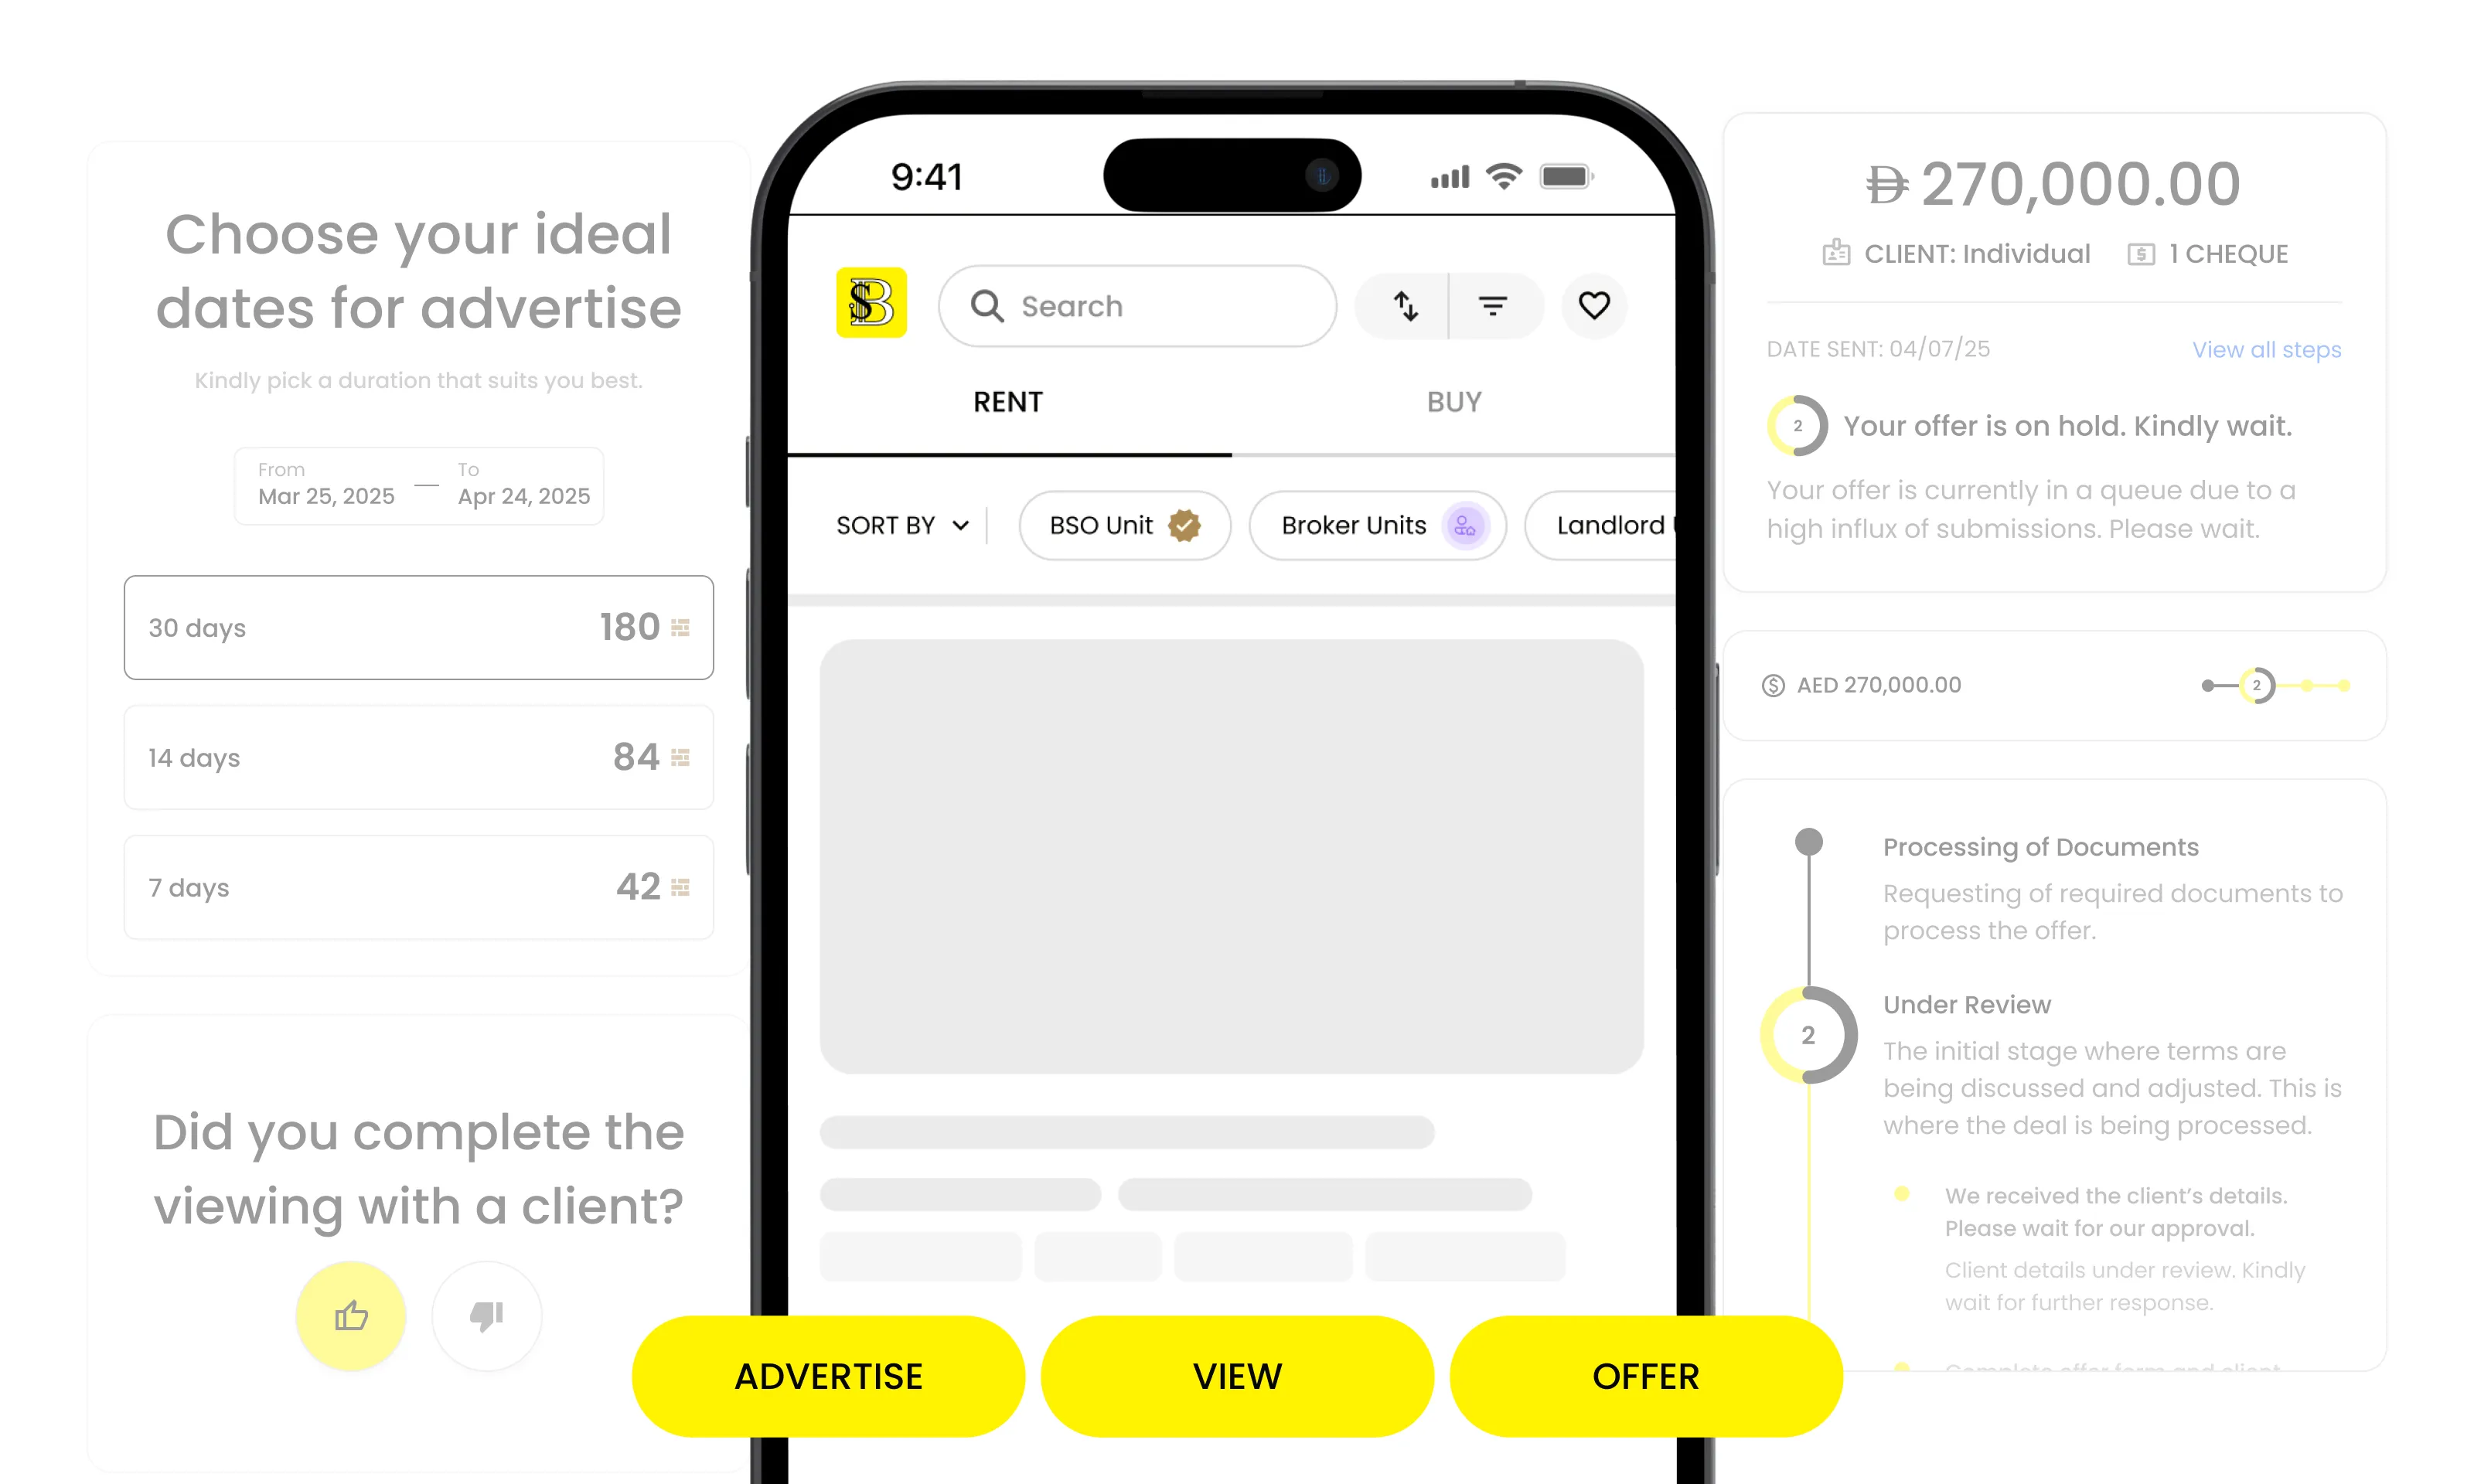 Choose your ideal
dates for advertise
Kindly pick a duration that suits you best.
From
To
Mar 25, 2025 — Apr 24, 2025
30 days 180
14 days 84
7 days 42
Did you complete the
viewing with a client?
9:41
$B
Search
RENT
BUY
SORT BY
BSO Unit
Broker Units
Landlord
270,000.00
CLIENT: Individual
1 CHEQUE
DATE SENT: 04/07/25
View all steps
2
Your offer is on hold. Kindly wait.
Your offer is currently in a queue due to a
high influx of submissions. Please wait.
AED 270,000.00
2
Processing of Documents
Requesting of required documents to
process the offer.
2
Under Review
The initial stage where terms are
being discussed and adjusted. This is
where the deal is being processed.
We received the client's details.
Please wait for our approval.
Client details under review. Kindly
wait for further response.
Complete offer form and client
ADVERTISE
VIEW
OFFER